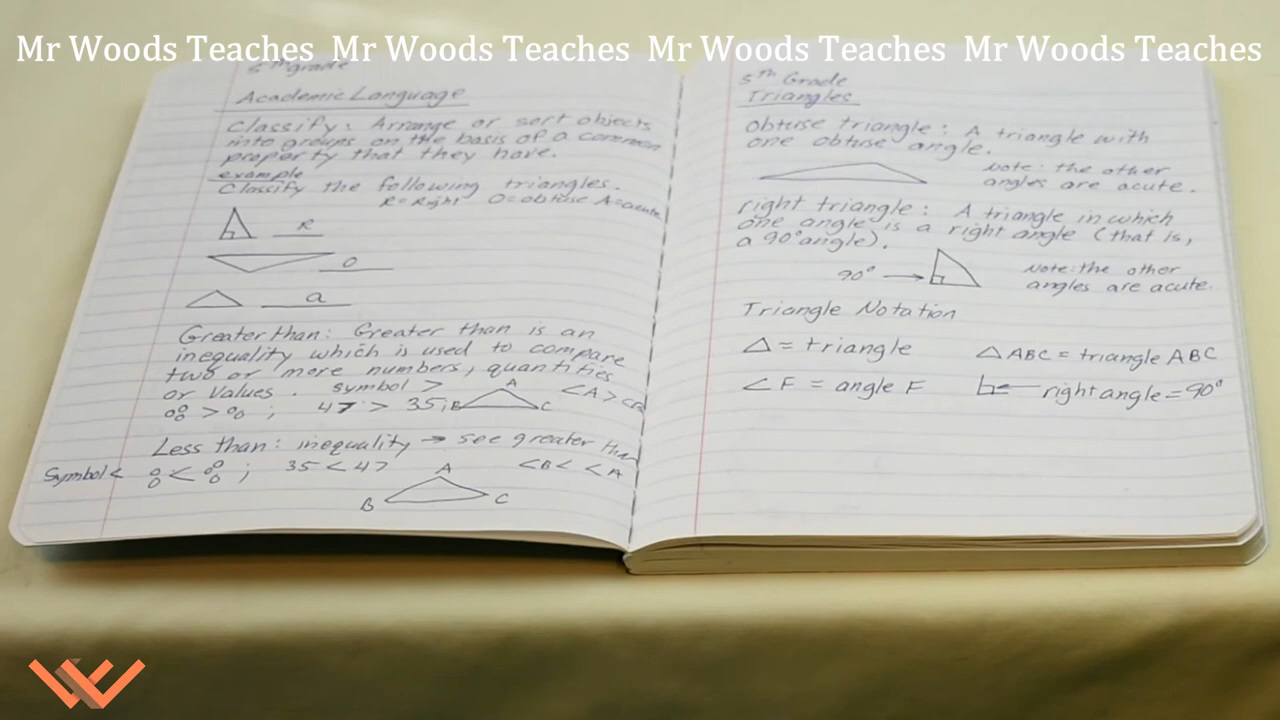 Mr Woods Teaches Mr Woods Teaches Mr Woods Teaches Mr Woods Teaches
5th grade
Academic Language
Classify: Arrange or sort objects
into groups on the basis of a common
property that they have.
example
Classify the following triangles.
R=Right O=obtuse A=acute
R
O
a
Greater than: Greater than is an
inequality which is used to compare
two or more numbers, quantities
or values. symbol >
A
∠A > ∠B
% > % ; 47 > 35; B C
Less than: inequality → see greater than
Symbol < 8 < % ; 35 < 47 ∠B < ∠A
A
B C
5th Grade
Triangles
obtuse triangle: A triangle with
one obtuse angle.
Note: the other
angles are acute.
right triangle: A triangle in which
one angle is a right angle (that is,
a 90° angle).
90° →
Note: the other
angles are acute.
Triangle Notation
△ = triangle △ABC = triangle ABC
∠F = angle F right angle = 90°